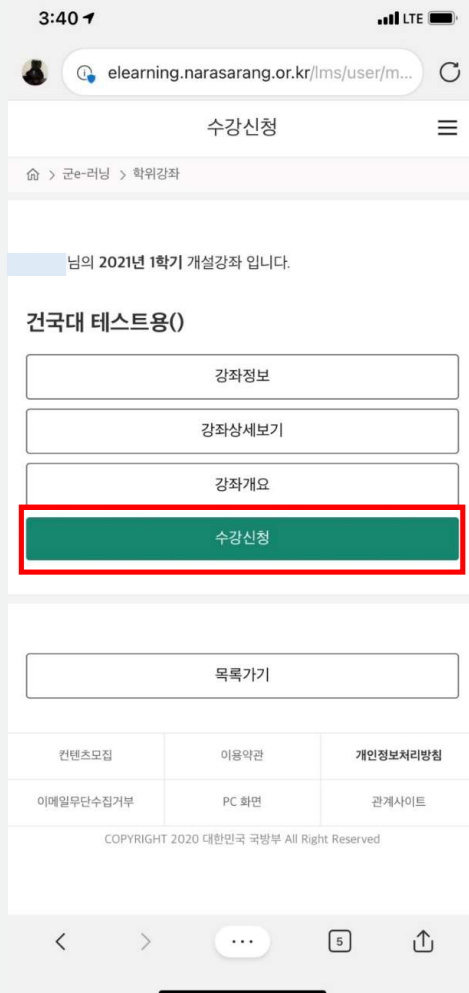 3:40
LTE
elearning.narasarang.or.kr/lms/user/m...
수강신청
군e-러닝 > 학위강좌
님의 2021년 1학기 개설강좌 입니다.
건국대 테스트용()
강좌정보
강좌상세보기
강좌개요
수강신청
목록가기
컨텐츠모집 이용약관 개인정보처리방침
이메일무단수집거부 PC 화면 관계사이트
COPYRIGHT 2020 대한민국 국방부 All Right Reserved
5